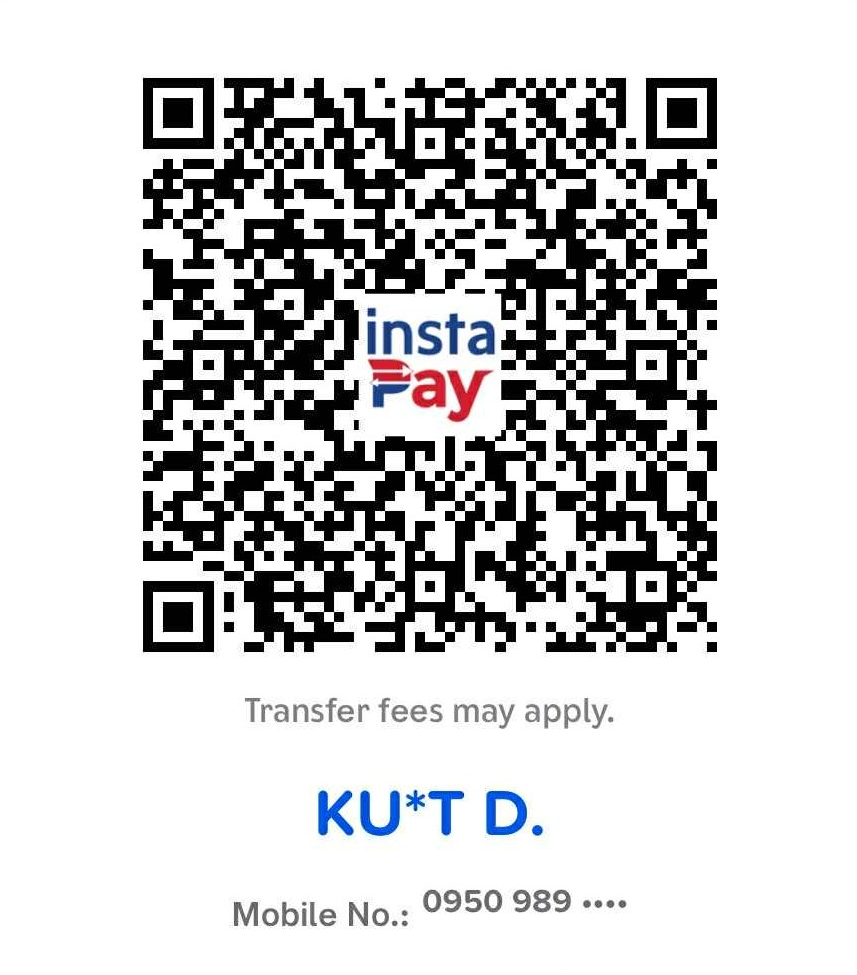 insta
Pay
Transfer fees may apply.
KU*T D.
Mobile No.: 0950 989 ••••